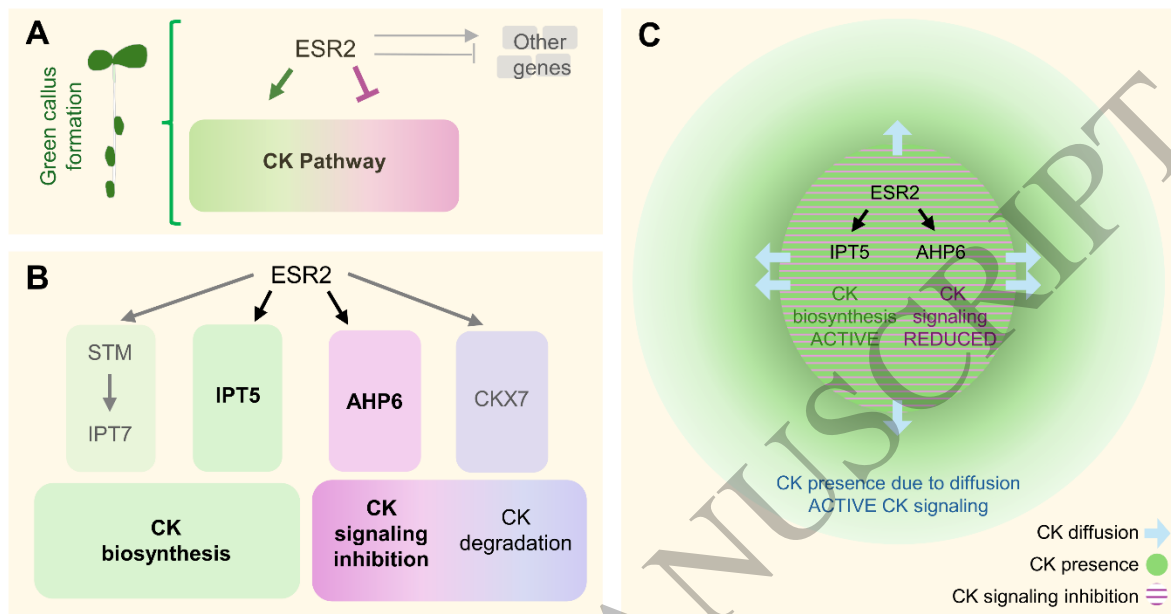 A
Green callus
formation
ESR2
Other
genes
CK Pathway
B
ESR2
STM
IPT7
IPT5
AHP6
CKX7
CK
biosynthesis
CK
signaling
inhibition
CK
degradation
C
ESR2
IPT5
AHP6
CK
biosynthesis
ACTIVE
CK
signaling
REDUCED
CK presence due to diffusion
ACTIVE CK signaling
CK diffusion
CK presence
CK signaling inhibition
ANUSCRIPT